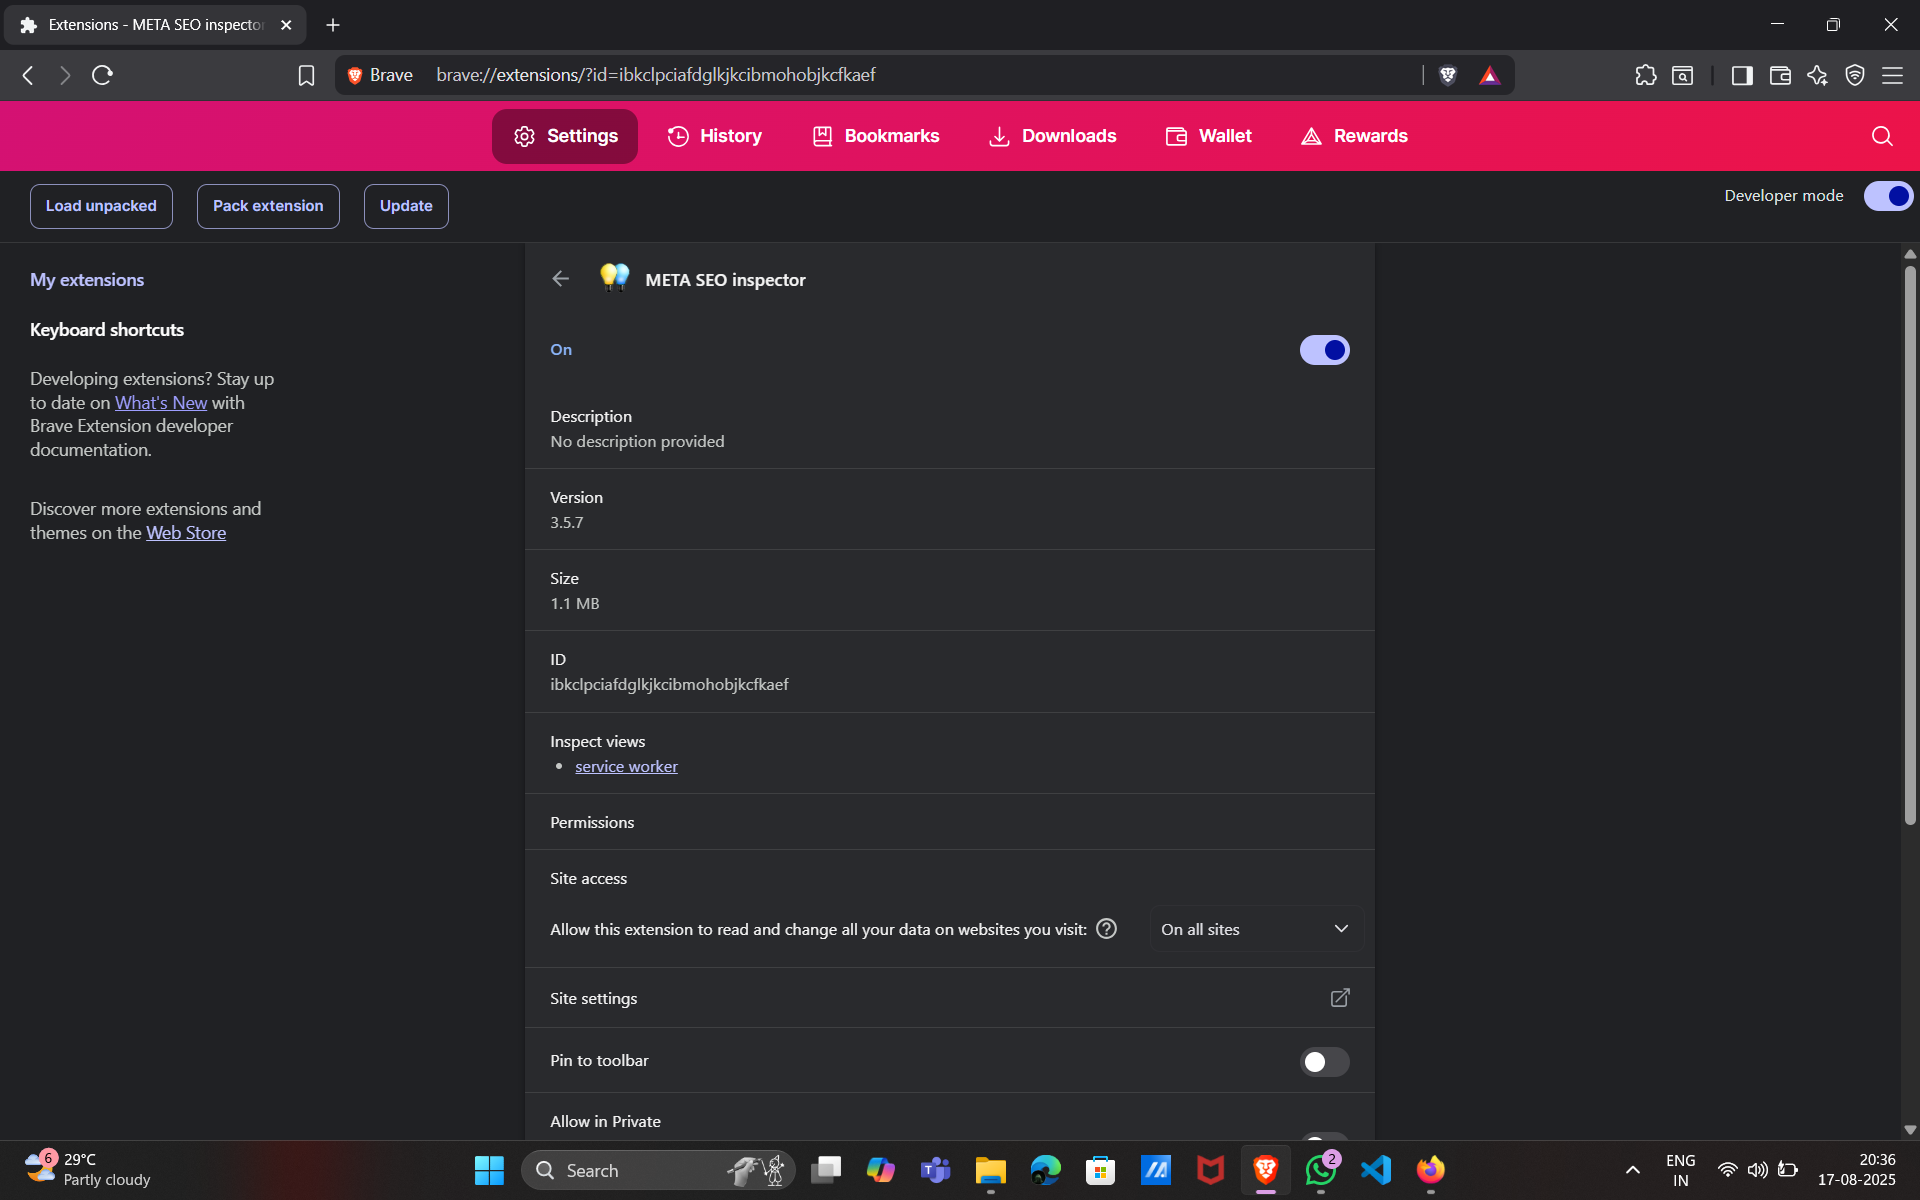 Extensions - META SEO inspector
Brave
brave://extensions/?id=ibkclpciafdglkjkcibmohobjkcfkaef
Settings
History
Bookmarks
Downloads
Wallet
Rewards
Load unpacked
Pack extension
Update
Developer mode
My extensions
Keyboard shortcuts
Developing extensions? Stay up
to date on What's New with
Brave Extension developer
documentation.
Discover more extensions and
themes on the Web Store
META SEO inspector
On
Description
No description provided
Version
3.5.7
Size
1.1 MB
ID
ibkclpciafdglkjkcibmohobjkcfkaef
Inspect views
service worker
Permissions
Site access
Allow this extension to read and change all your data on websites you visit:
On all sites
Site settings
Pin to toolbar
Allow in Private
6
29°C
Partly cloudy
Search
2
ENG
IN
20:36
17-08-2025